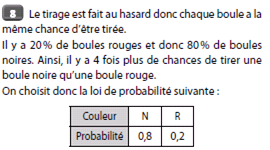 8 Le tirage est fait au hasard donc chaque boule a la
même chance d'être tirée.
Il y a 20 % de boules rouges et donc 80 % de boules
noires. Ainsi, il y a 4 fois plus de chances de tirer une
boule noire qu'une boule rouge.
On choisit donc la loi de probabilité suivante :
Couleur N R
Probabilité 0,8 0,2